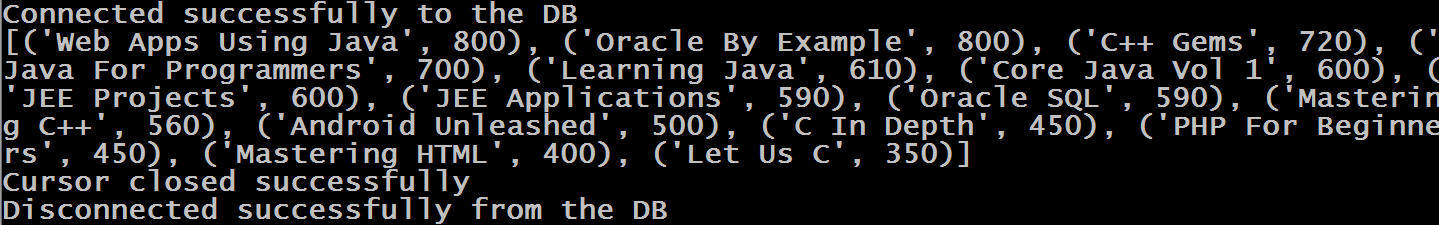 Connected successfully to the DB
[('Web Apps Using Java', 800), ('Oracle By Example', 800), ('C++ Gems', 720), ('
Java For Programmers', 700), ('Learning Java', 610), ('Core Java Vol 1', 600), (
'JEE Projects', 600), ('JEE Applications', 590), ('Oracle SQL', 590), ('Masterin
g C++', 560), ('Android Unleashed', 500), ('C In Depth', 450), ('PHP For Beginne
rs', 450), ('Mastering HTML', 400), ('Let Us C', 350)]
Cursor closed successfully
Disconnected successfully from the DB